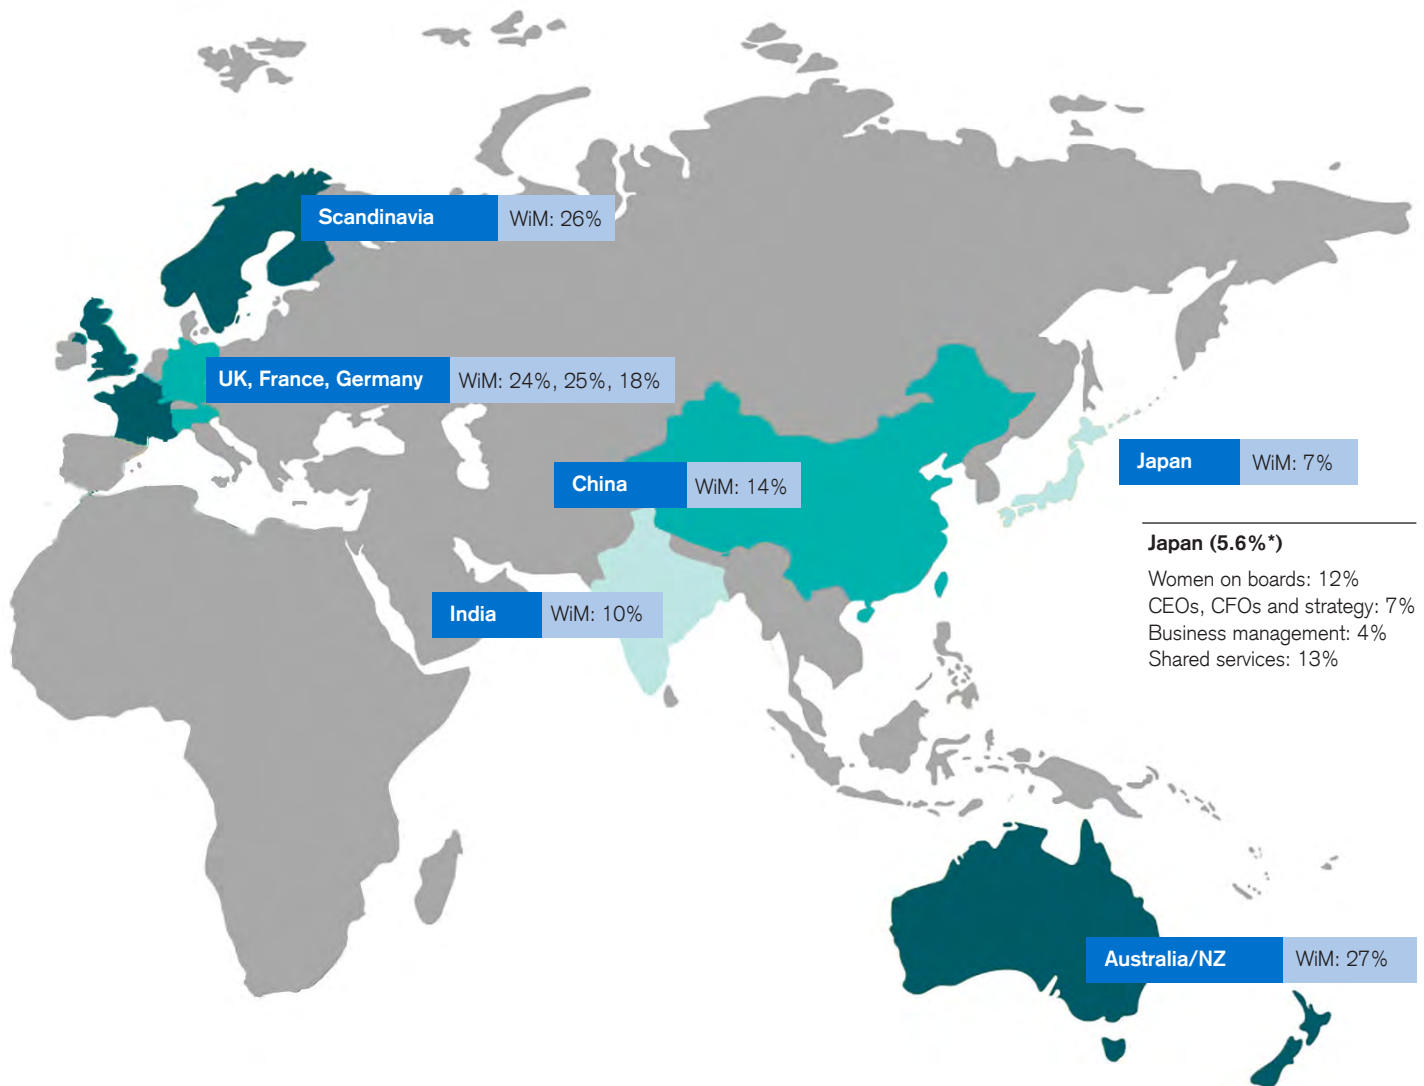 Scandinavia WiM: 26%
UK, France, Germany WiM: 24%, 25%, 18%
China WiM: 14%
Japan WiM: 7%
Japan (5.6%*)
Women on boards: 12%
CEOs, CFOs and strategy: 7%
Business management: 4%
Shared services: 13%
India WiM: 10%
Australia/NZ WiM: 27%